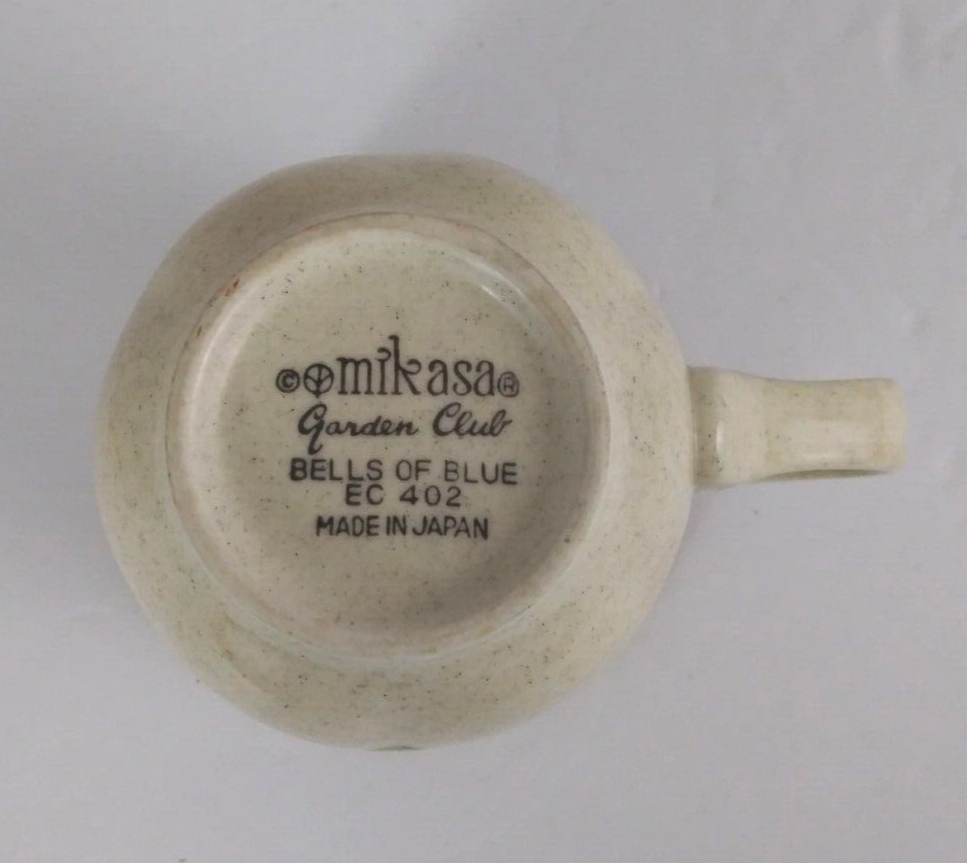 © mikasa®
Garden Club
BELLS OF BLUE
EC 402
MADE IN JAPAN